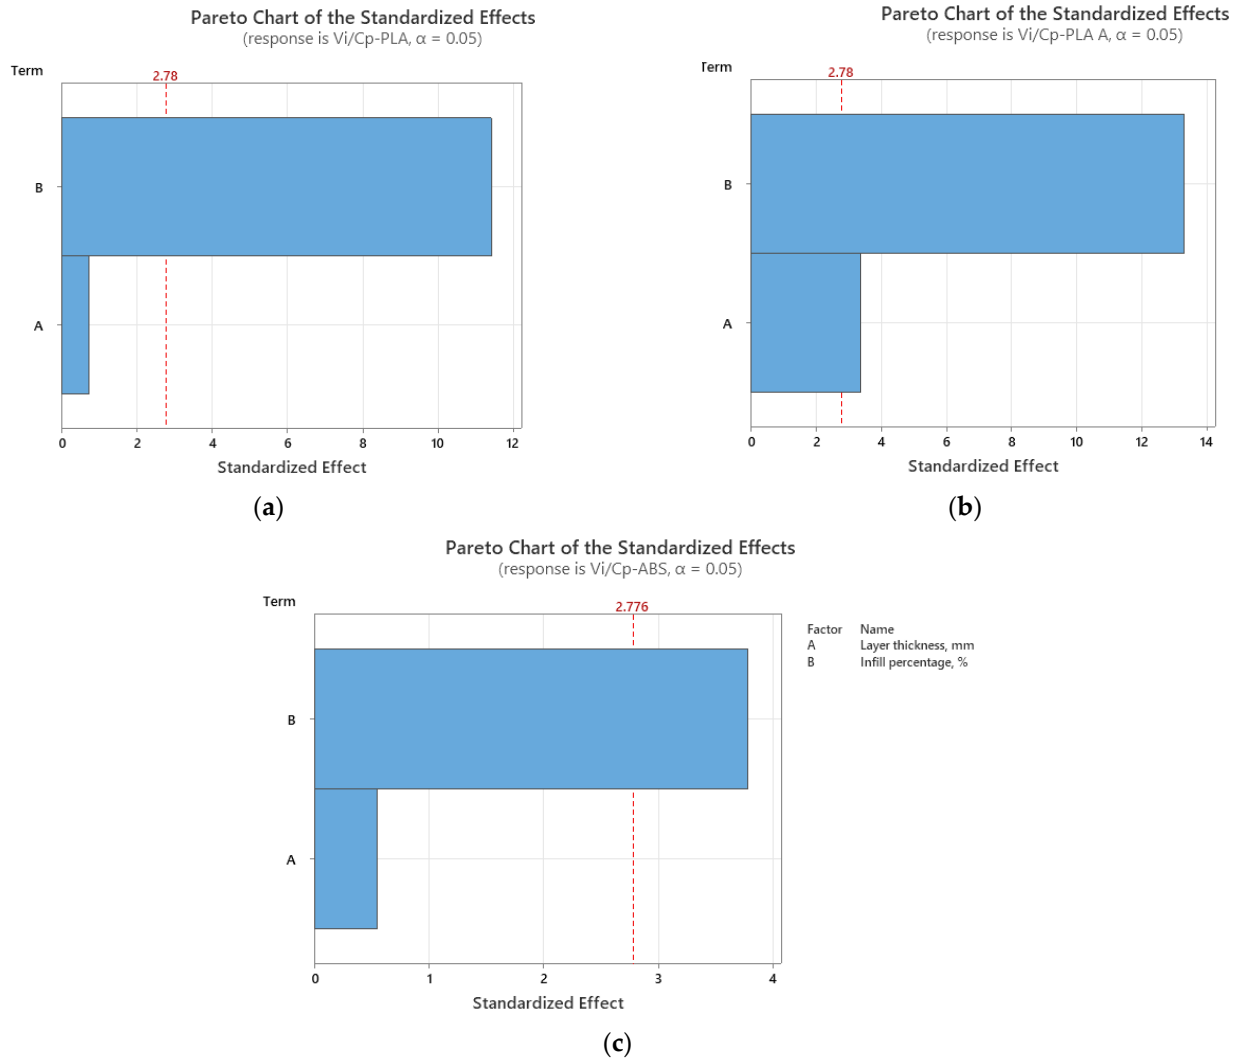 Pareto Chart of the Standardized Effects
(response is Vi/Cp-PLA, α = 0.05)
Term
2.78
B
A
0 2 4 6 8 10 12
Standardized Effect
(a)
Pareto Chart of the Standardized Effects
(response is Vi/Cp-PLA A, α = 0.05)
Term
2.78
B
A
0 2 4 6 8 10 12 14
Standardized Effect
(b)
Pareto Chart of the Standardized Effects
(response is Vi/Cp-ABS, α = 0.05)
Term
2.776
B
A
0 1 2 3 4
Standardized Effect
Factor Name
A Layer thickness, mm
B Infill percentage, %
(c)